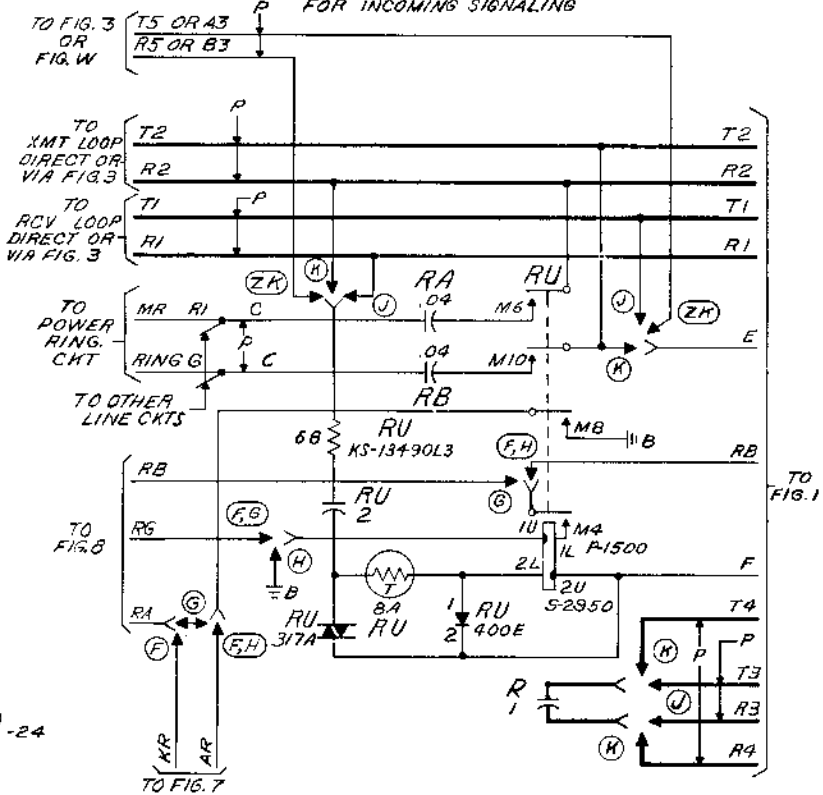 FOR INCOMING SIGNALING
P
TO FIG. 3
OR
FIG. W
T5 OR A3
R5 OR B3
P
TO
XMT LOOP
DIRECT OR
VIA FIG. 3
T2
T2
R2
R2
TO
RCV LOOP
DIRECT OR
VIA FIG. 3
T1
P
T1
R1
R1
ZK
K
J
RA
.04
RU
M6
J
ZK
TO
POWER
RING.
CKT
MR
R1
C
P
RING G
C
.04
M10
E
K
TO OTHER
LINE CKTS
RB
68
RU
KS-13490L3
M8
B
F,H
RB
TO
FIG. 1
RB
G
RU
2
TO
FIG. 8
RG
F,G
H
B
1U
M4
1L
P-1500
2L
2U
S-2950
F
T
8A
RU
RU
317A
1
2
RU
400E
RA
G
F
F,H
T4
K
P
P
T3
J
R3
R
1
K
R4
-24
KR
AR
TO FIG. 7